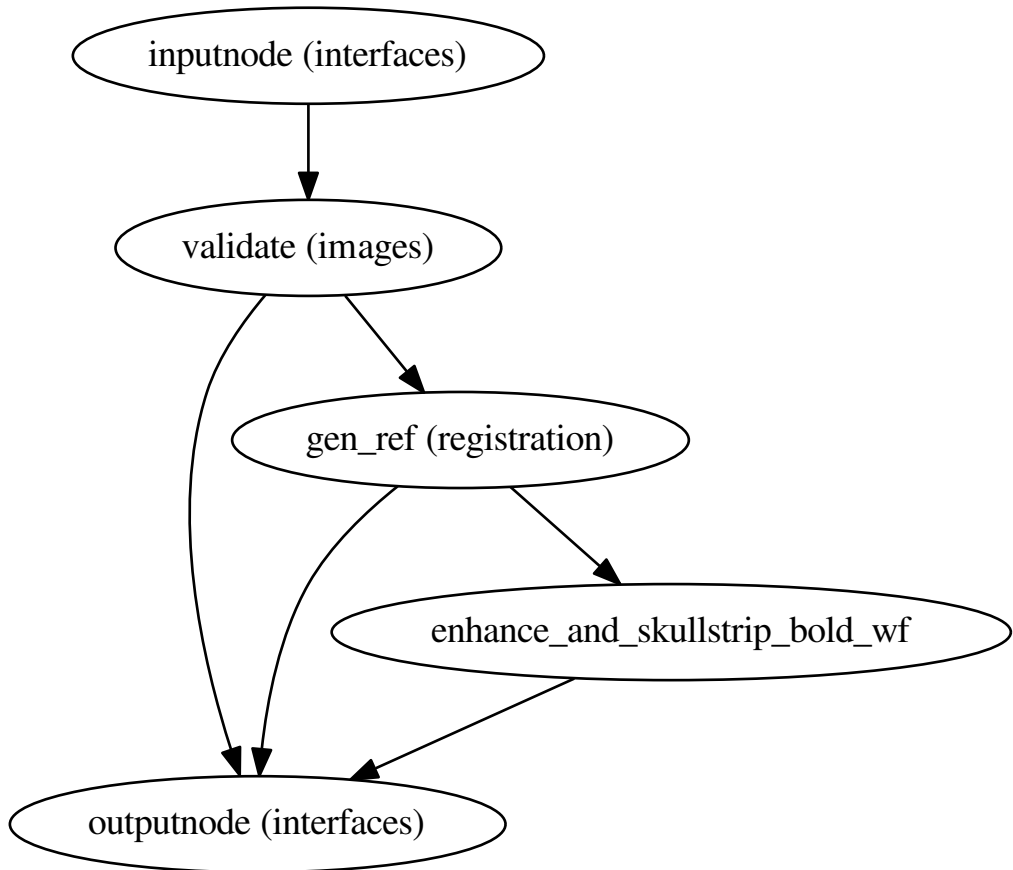 inputnode (interfaces)
validate (images)
gen_ref (registration)
enhance_and_skullstrip_bold_wf
outputnode (interfaces)